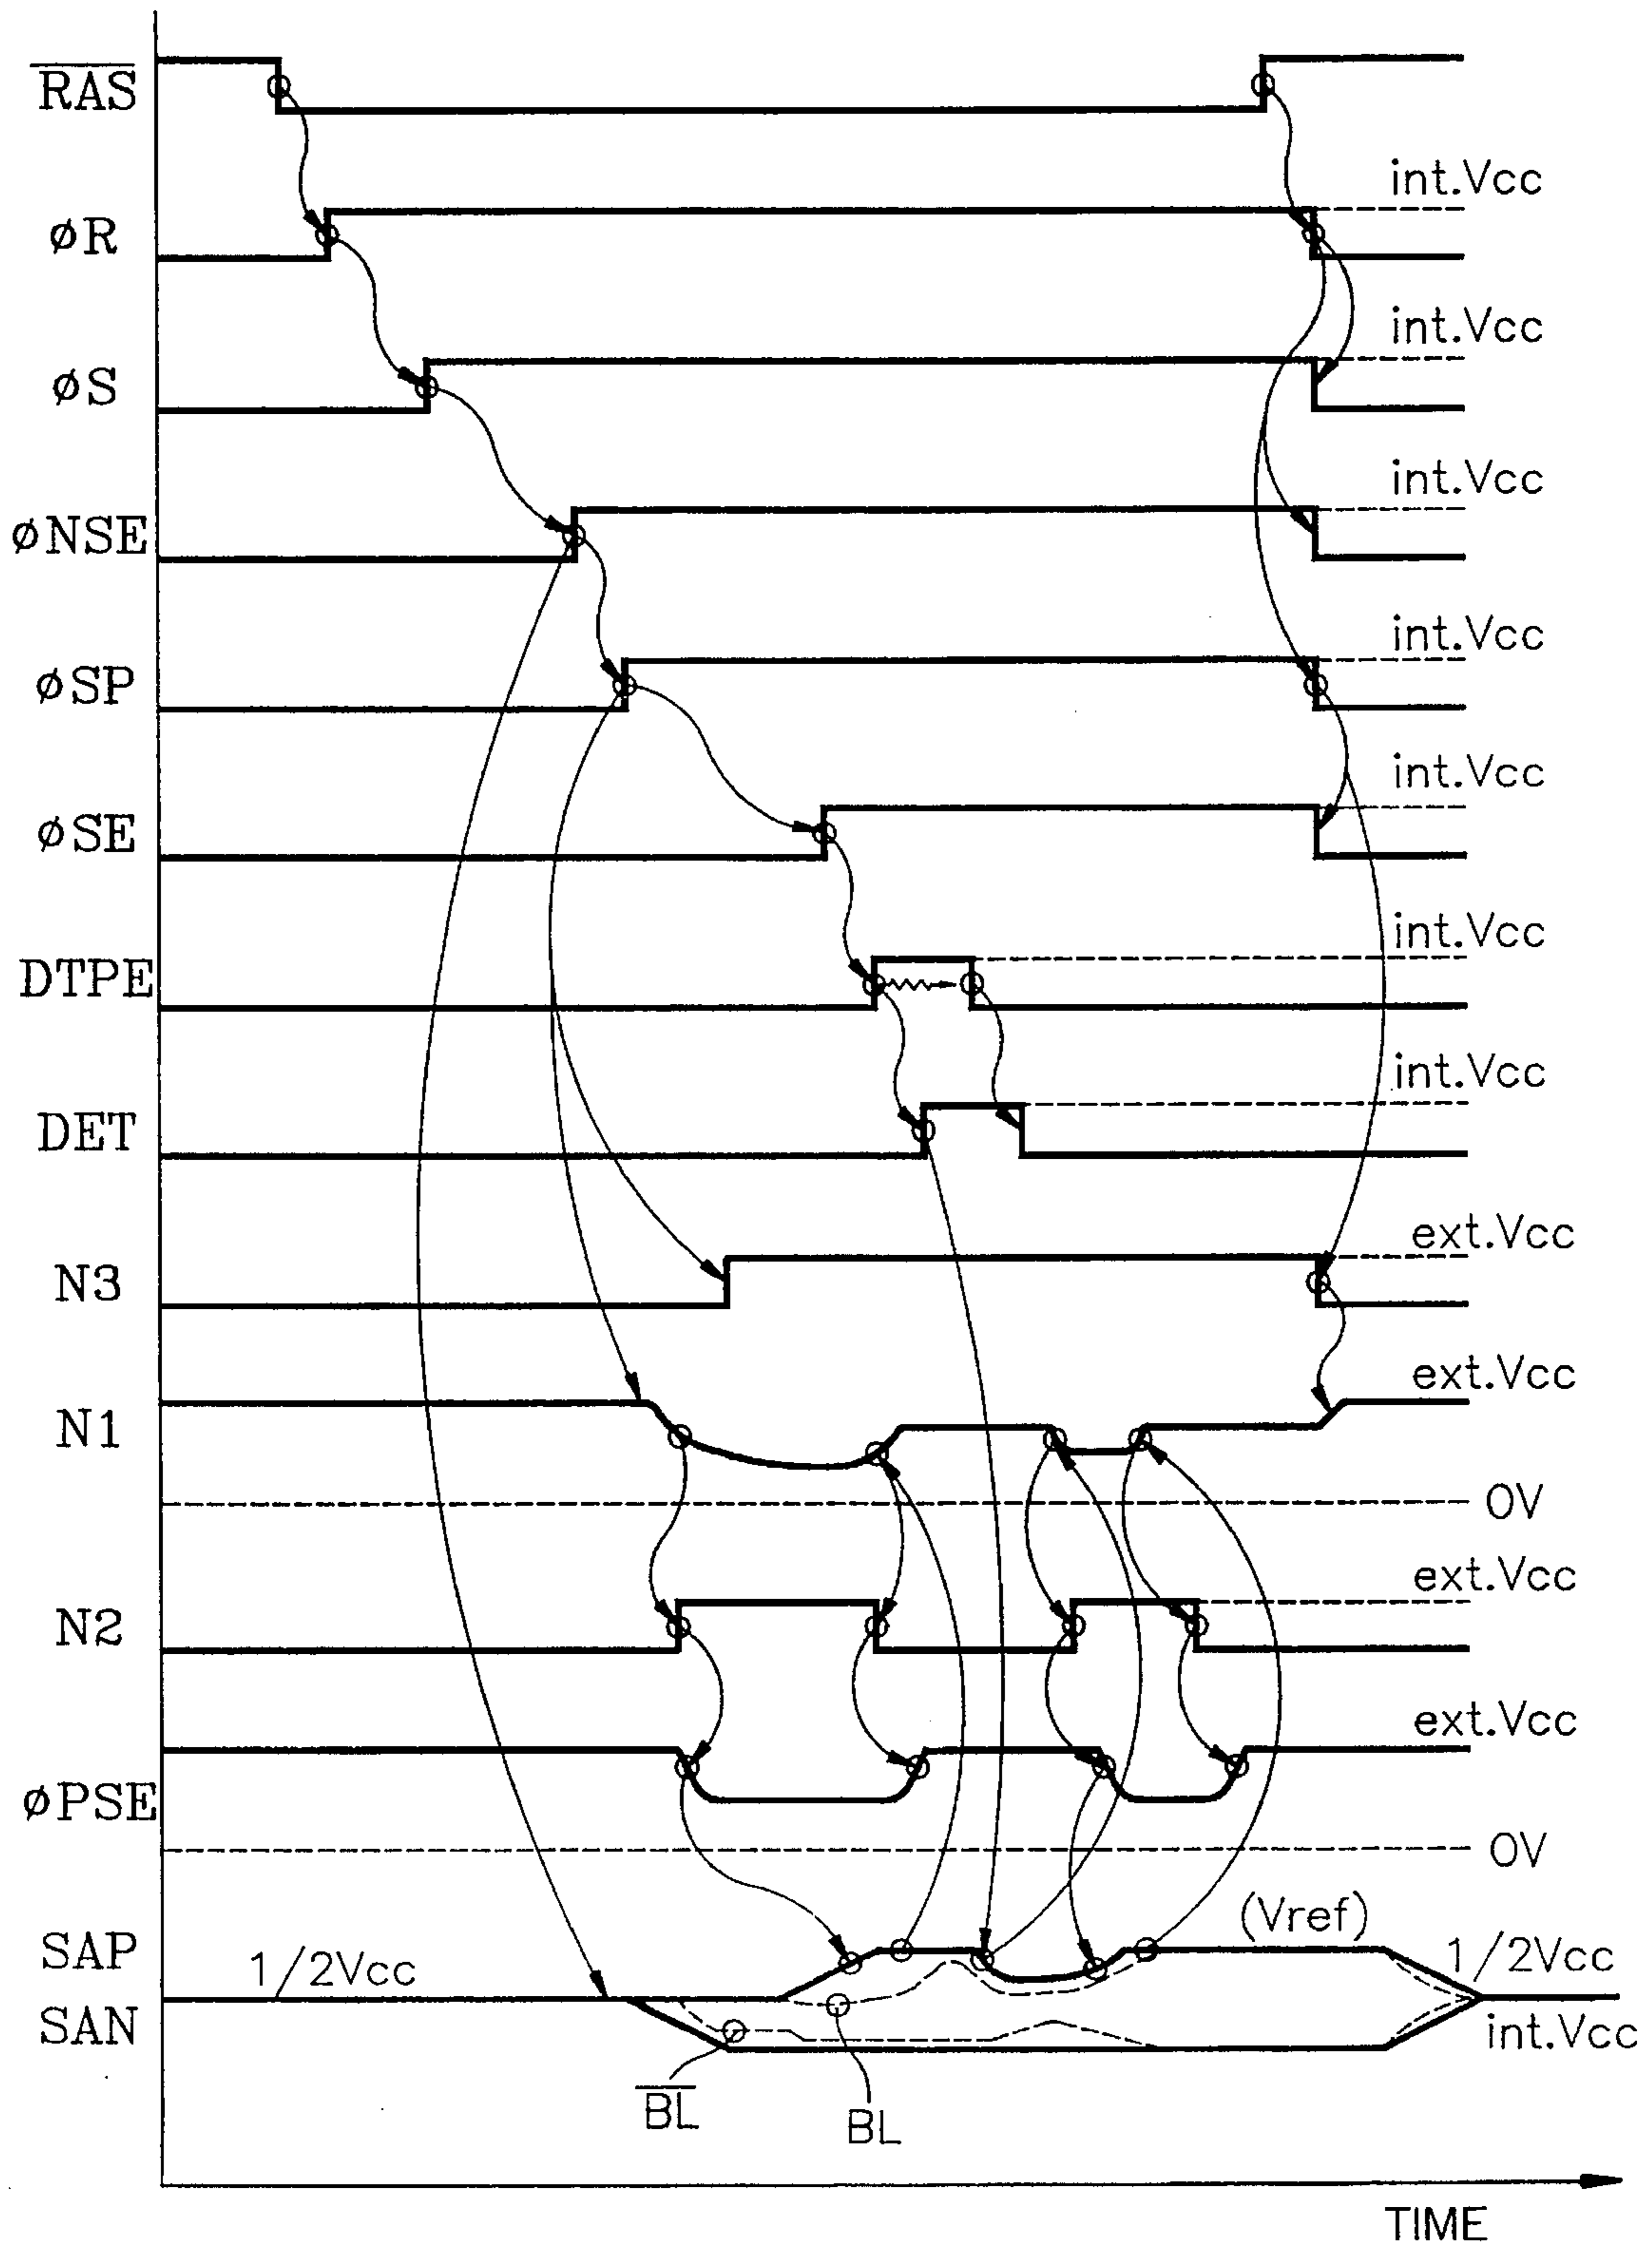 R̅A̅S̅
int.Vcc
øR
int.Vcc
øS
int.Vcc
øNSE
int.Vcc
øSP
int.Vcc
øSE
int.Vcc
DTPE
int.Vcc
DET
ext.Vcc
N3
ext.Vcc
N1
0V
ext.Vcc
N2
ext.Vcc
øPSE
0V
(Vref)
SAP
1/2Vcc
1/2Vcc
SAN
int.Vcc
B̅L̅
BL
TIME